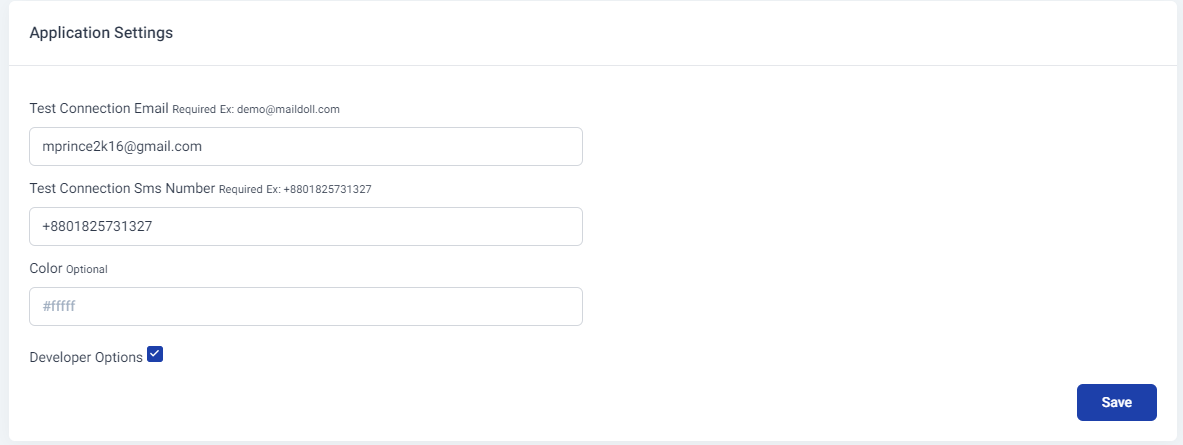 Application Settings
Test Connection Email Required Ex: demo@maildoll.com
mprince2k16@gmail.com
Test Connection Sms Number Required Ex: +8801825731327
+8801825731327
Color Optional
#fffff
Developer Options
Save